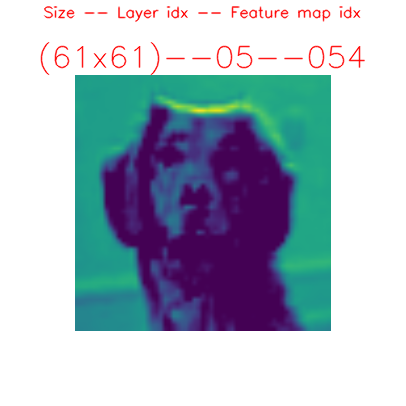 Size -- Layer idx -- Feature map idx
(61x61)--05--054